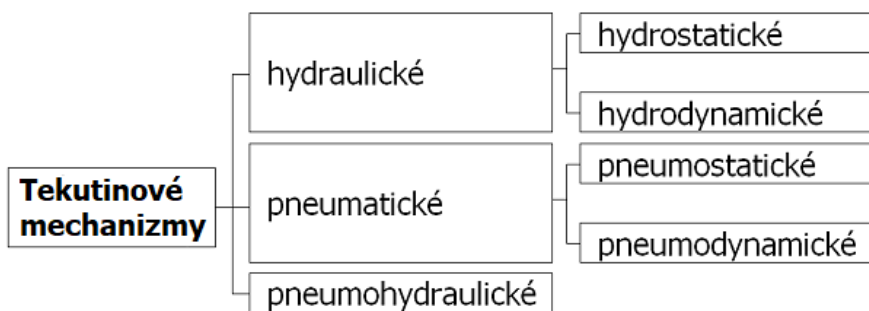 Tekutinové
mechanizmy
hydraulické
hydrostatické
hydrodynamické
pneumatické
pneumostatické
pneumodynamické
pneumohydraulické